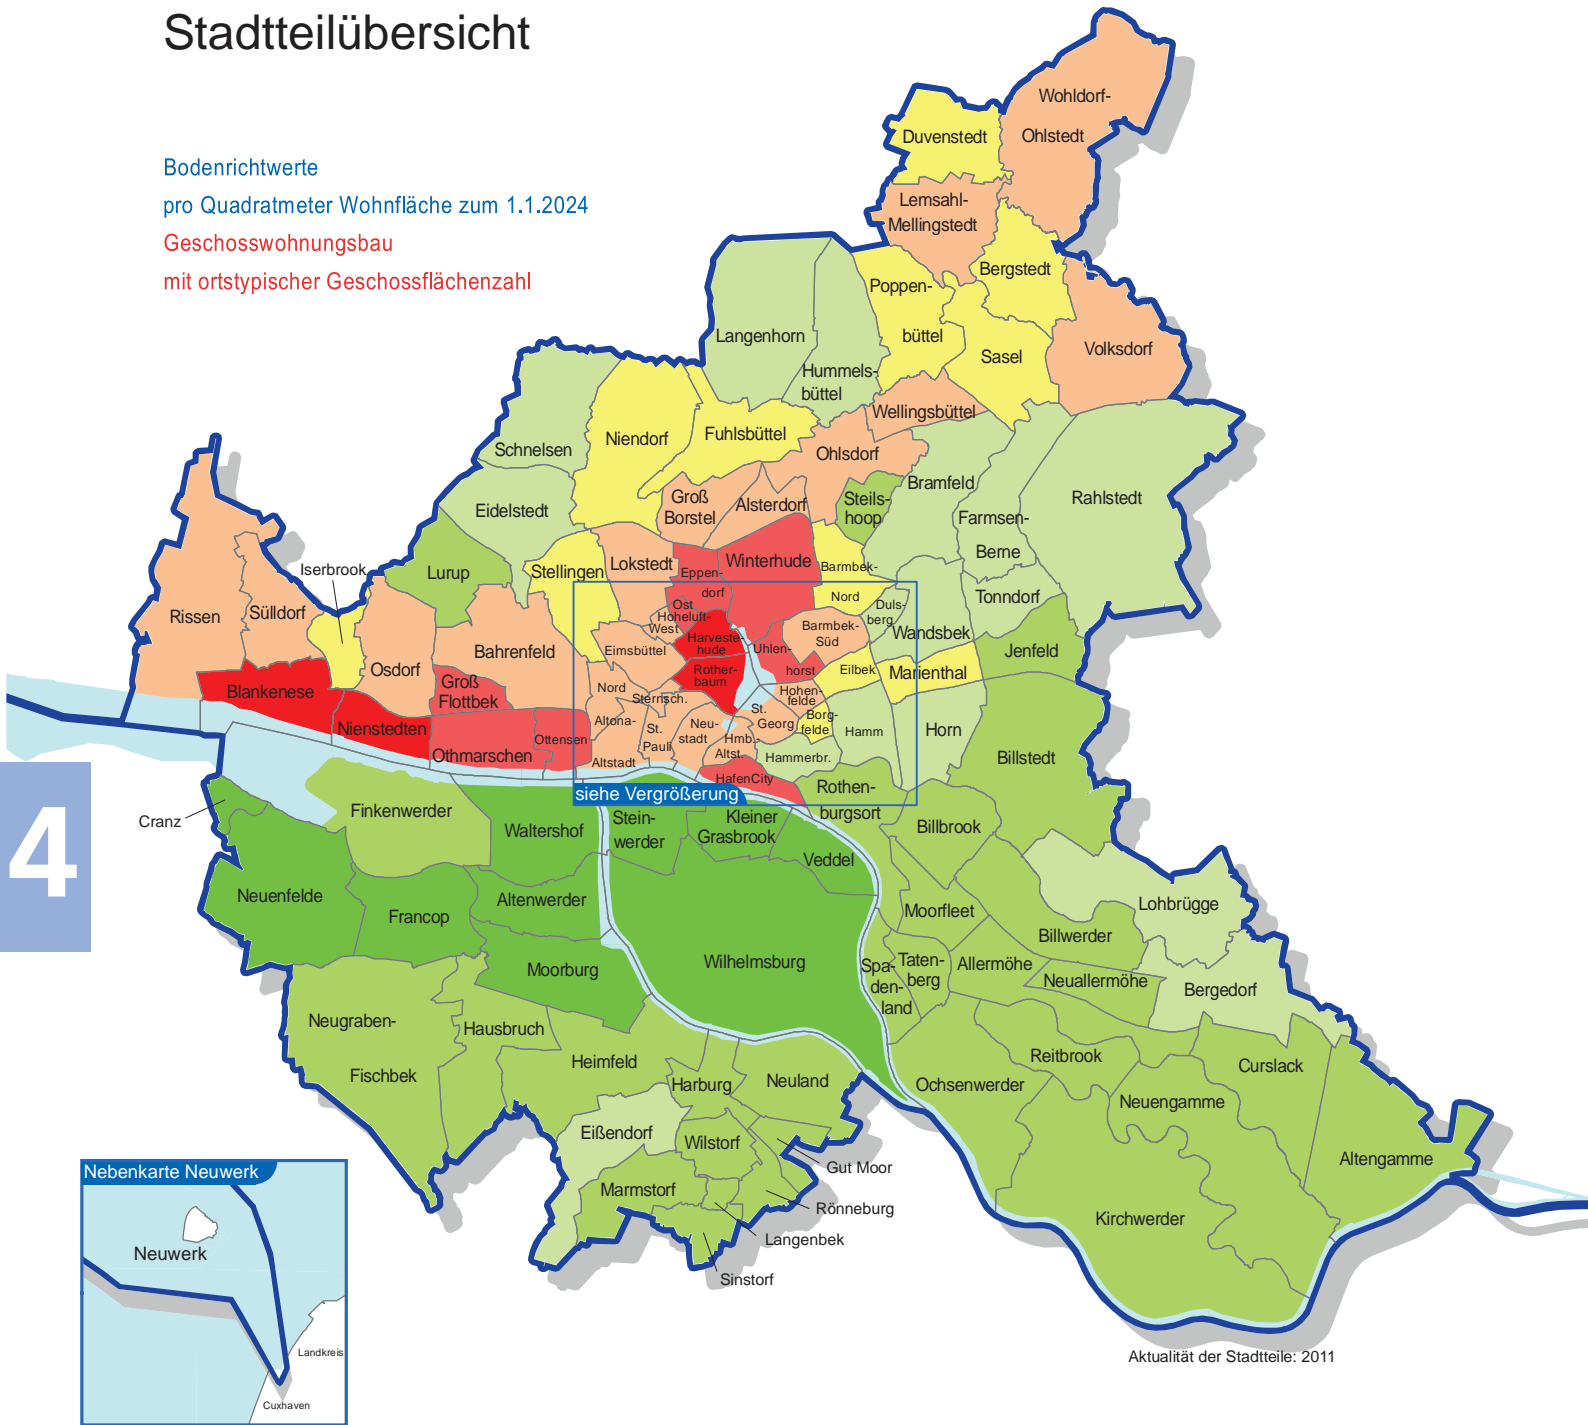 Stadtteilübersicht
Bodenrichtwerte
pro Quadratmeter Wohnfläche zum 1.1.2024
Geschosswohnungsbau
mit ortstypischer Geschossflächenzahl
Wohldorf-
Ohlstedt
Duvenstedt
Lemsahl-
Mellingstedt
Bergstedt
Poppen-
büttel
Sasel
Volksdorf
Langenhorn
Hummels-
büttel
Wellingsbüttel
Schnelsen
Niendorf
Fuhlsbüttel
Ohlsdorf
Bramfeld
Rahlstedt
Steils-
hoop
Groß
Borstel
Alsterdorf
Eidelstedt
Farmsen-
Berne
Lurup
Stellingen
Lokstedt
Eppen-
dorf
Winterhude
Barmbek-
Nord
Iserbrook
Rissen
Sülldorf
Osdorf
Bahrenfeld
Ost
Hoheluft-
West
Duls-
berg
Tonndorf
Wandsbek
Jenfeld
Eimsbüttel
Harveste-
hude
Uhlen-
horst
Barmbek-
Süd
Eilbek
Marienthal
Blankenese
Groß
Flottbek
Nienstedten
Othmarschen
Ottensen
Nord
Altona-
Altstadt
Sternsch.
St.
Pauli
Rother-
baum
Neu-
stadt
Hmb.-
Altst.
St.
Georg
Hohen-
felde
Borg-
felde
Hamm
Horn
Hammerbr.
HafenCity
Billstedt
siehe Vergrößerung
Rothen-
burgsort
Billbrook
Cranz
Finkenwerder
Waltershof
Stein-
werder
Kleiner
Grasbrook
Veddel
4
Neuenfelde
Francop
Altenwerder
Moorburg
Wilhelmsburg
Moorfleet
Billwerder
Lohbrügge
Spa-
den-
land
Taten-
berg
Allermöhe
Neuallermöhe
Bergedorf
Neugraben-
Fischbek
Hausbruch
Heimfeld
Harburg
Neuland
Reitbrook
Curslack
Ochsenwerder
Neuengamme
Eißendorf
Wilstorf
Gut Moor
Altengamme
Marmstorf
Rönneburg
Langenbek
Sinstorf
Kirchwerder
Nebenkarte Neuwerk
Neuwerk
Landkreis
Cuxhaven
Aktualität der Stadtteile: 2011